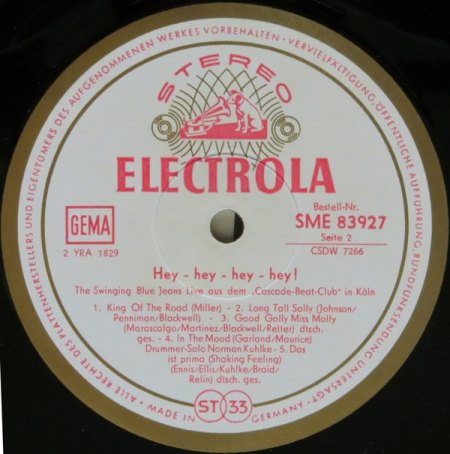 ALLE RECHTE DES PLATTENHERSTELLERS UND EIGENTÜMERS DES AUFGENOMMENEN WERKES VORBEHALTEN · VERVIELFÄLTIGUNG, ÖFFENTLICHE AUFFÜHRUNG, RUNDFUNKSENDUNG UNTERSAGT
STEREO
ELECTROLA
GEMA
2 YRA 1829
Bestell-Nr.
SME 83927
Seite 2
CSDW 7266
Hey - hey - hey - hey!
The Swinging Blue Jeans Live aus dem „Cascade-Beat-Club" in Köln
1. King Of The Road (Miller) - 2. Long Tall Sally (Johnson/
Penniman/Blackwell) - 3. Good Golly Miss Molly
(Marascalgo/Martinez/Blackwell/Retter) dtsch.
ges. - 4. In The Mood (Garland/Maurice)
Drummer-Solo Norman Kuhlke - 5. Das
ist prima (Shaking Feeling)
(Ennis/Ellis/Kuhlke/Braid/
Relin) dtsch. ges.
MADE IN GERMANY
ST 33